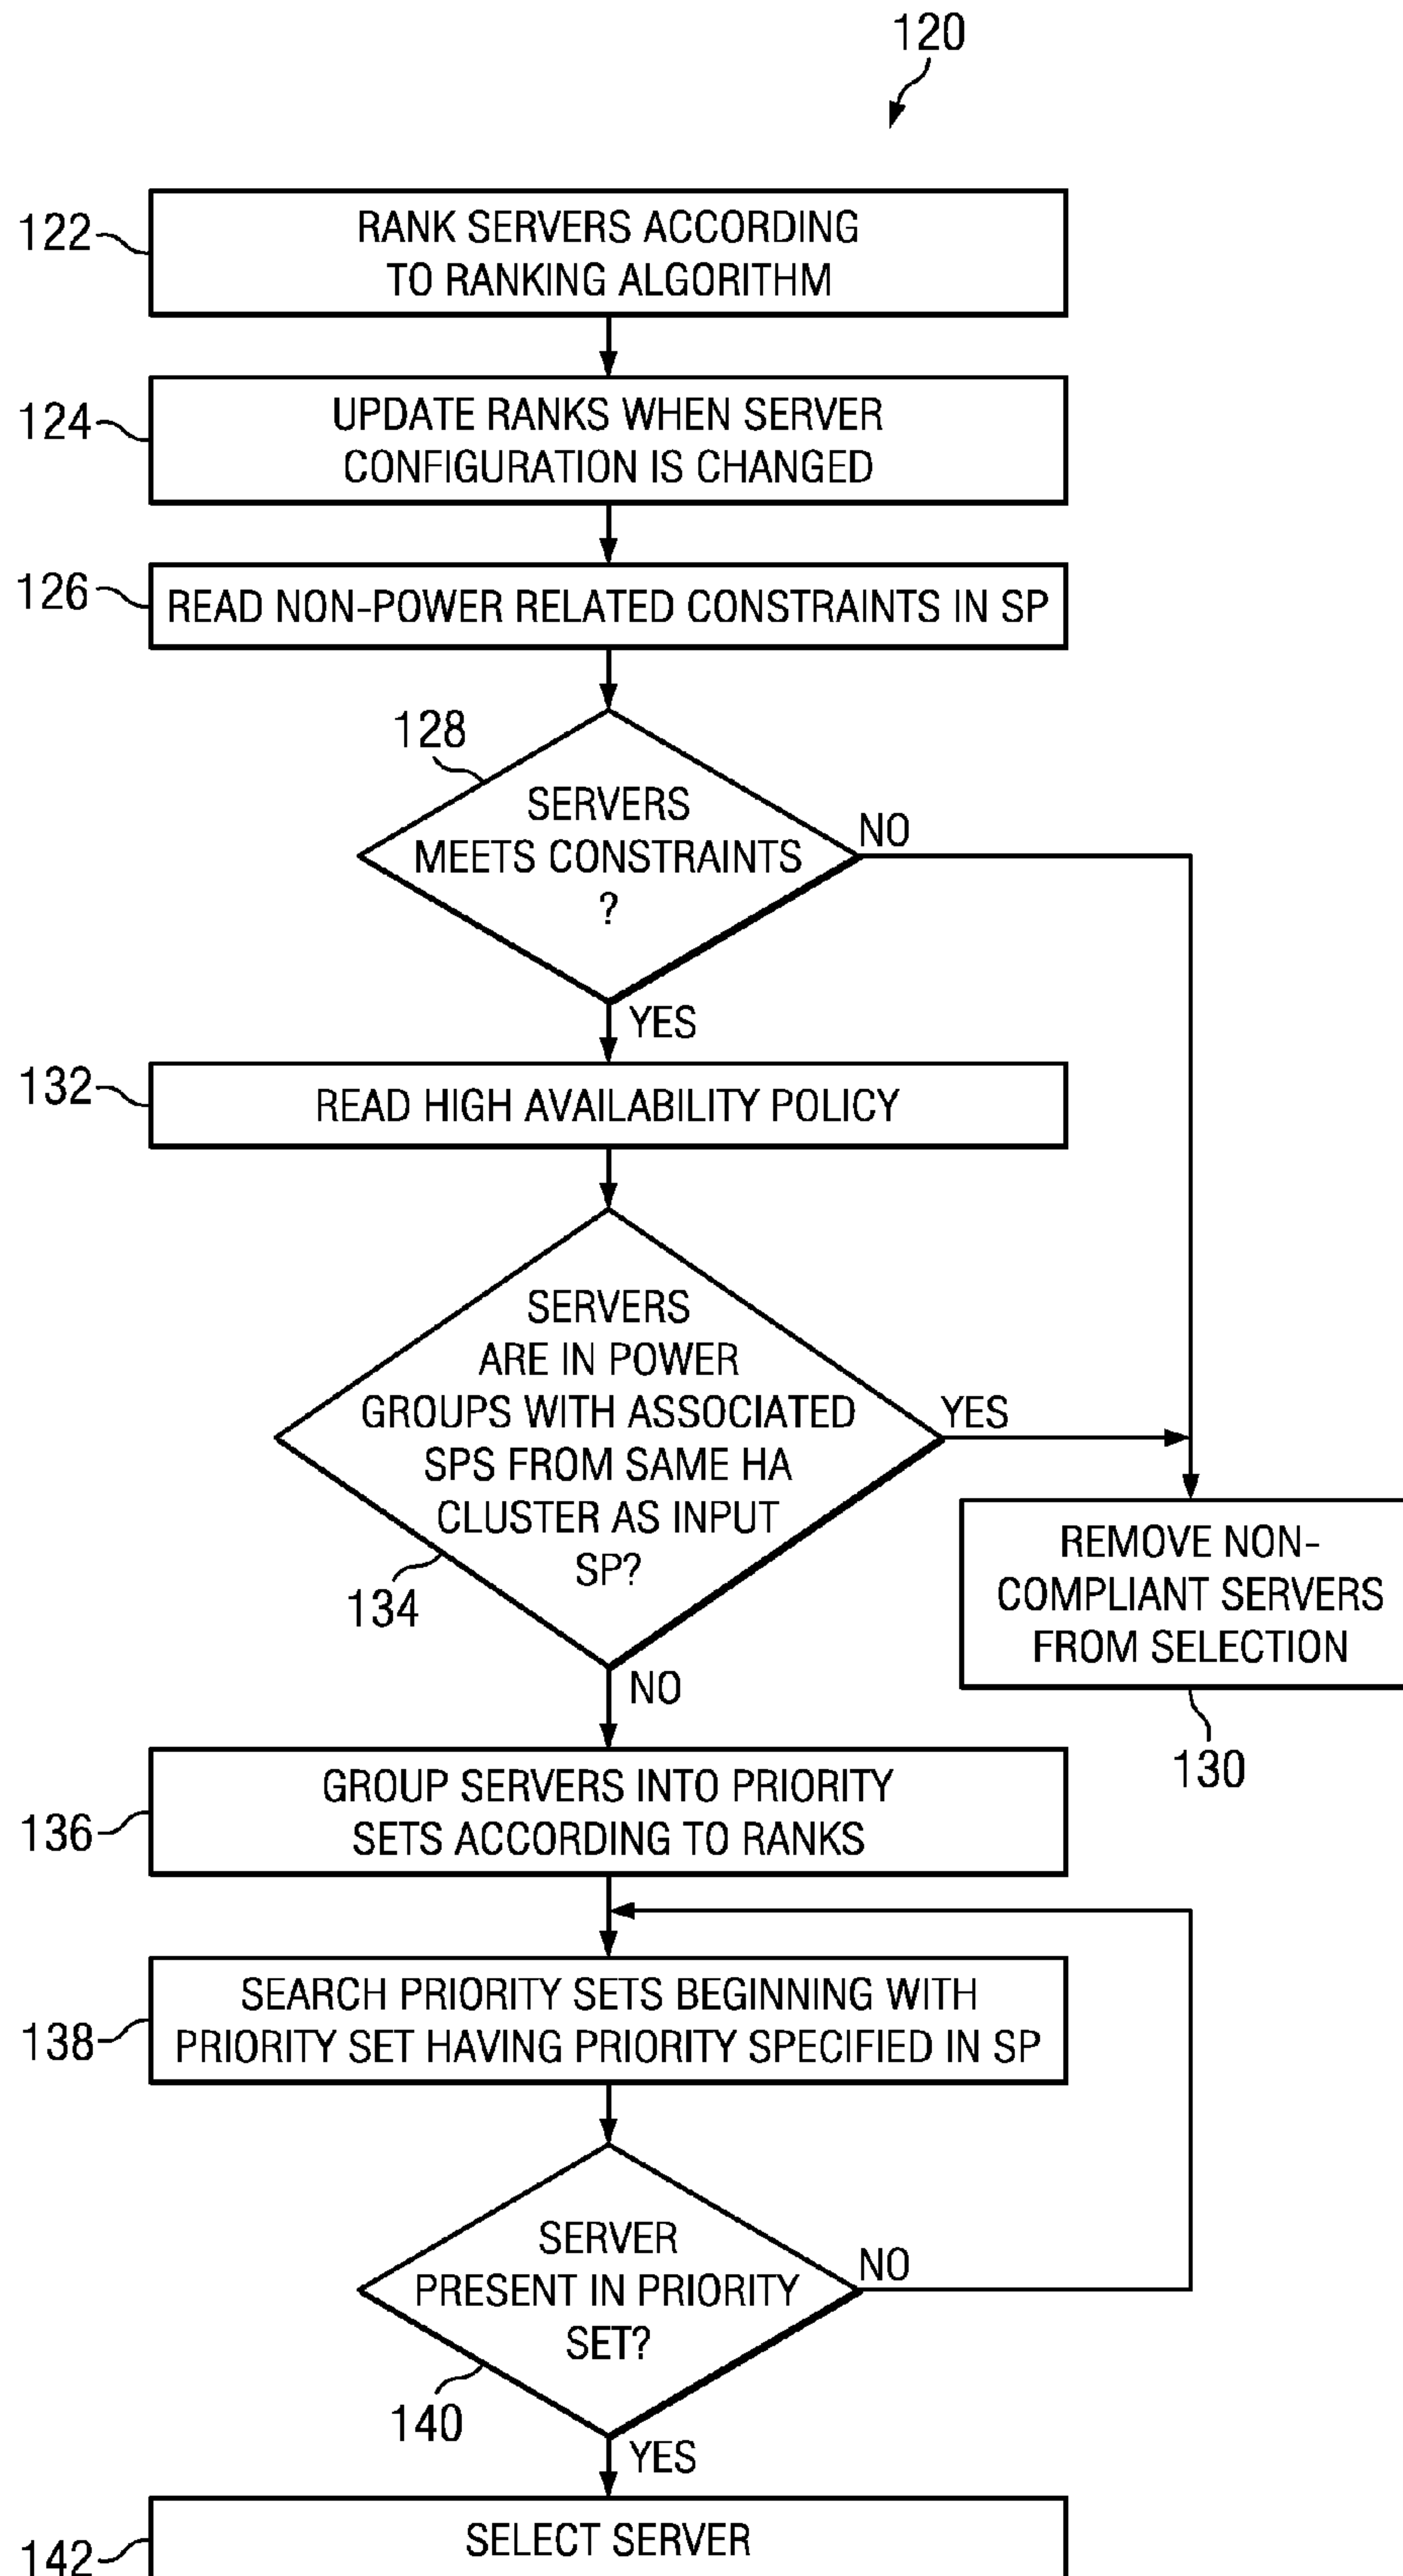 120
122
RANK SERVERS ACCORDING
TO RANKING ALGORITHM
124
UPDATE RANKS WHEN SERVER
CONFIGURATION IS CHANGED
126
READ NON-POWER RELATED CONSTRAINTS IN SP
128
SERVERS
MEETS CONSTRAINTS
?
NO
YES
132
READ HIGH AVAILABILITY POLICY
SERVERS
ARE IN POWER
GROUPS WITH ASSOCIATED
SPS FROM SAME HA
CLUSTER AS INPUT
SP?
YES
134
NO
REMOVE NON-
COMPLIANT SERVERS
FROM SELECTION
130
136
GROUP SERVERS INTO PRIORITY
SETS ACCORDING TO RANKS
138
SEARCH PRIORITY SETS BEGINNING WITH
PRIORITY SET HAVING PRIORITY SPECIFIED IN SP
SERVER
PRESENT IN PRIORITY
SET?
NO
140
YES
142
SELECT SERVER